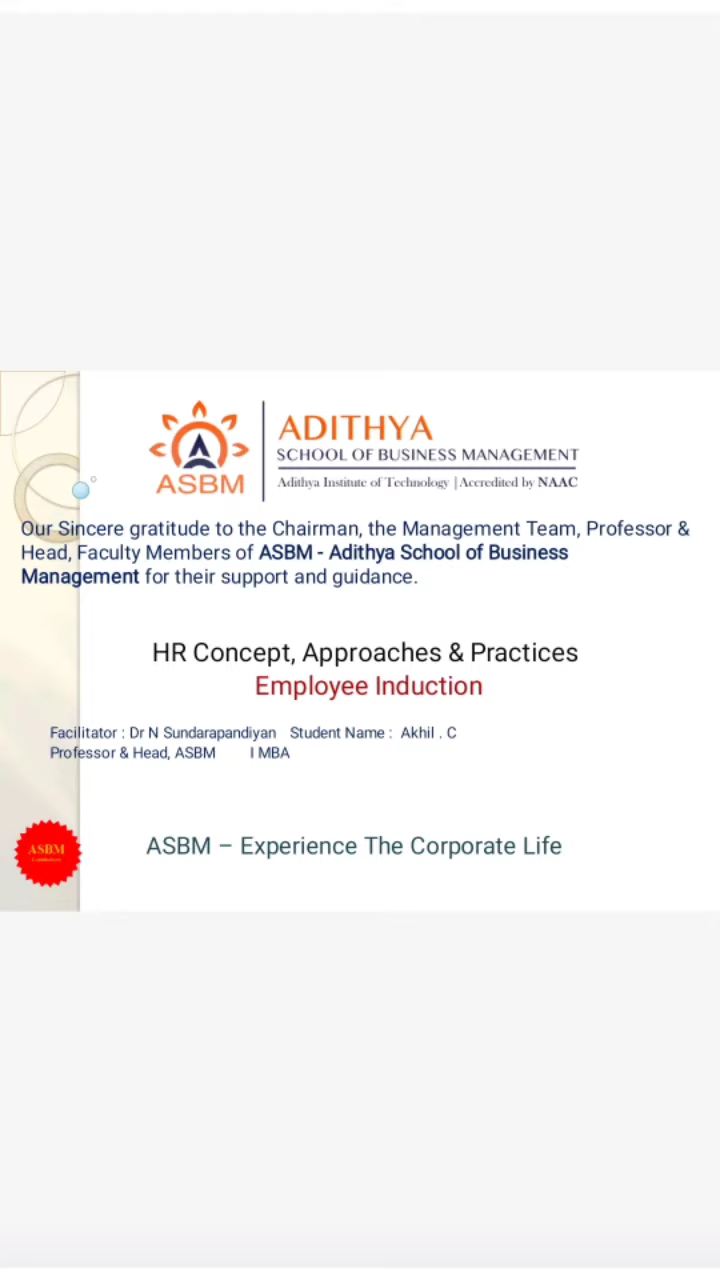 ADITHYA
SCHOOL OF BUSINESS MANAGEMENT
Adithya Institute of Technology | Accredited by NAAC
ASBM
Our Sincere gratitude to the Chairman, the Management Team, Professor &
Head, Faculty Members of ASBM - Adithya School of Business
Management for their support and guidance.
HR Concept, Approaches & Practices
Employee Induction
Facilitator : Dr N Sundarapandiyan Student Name : Akhil . C
Professor & Head, ASBM I MBA
ASBM
ASBM – Experience The Corporate Life